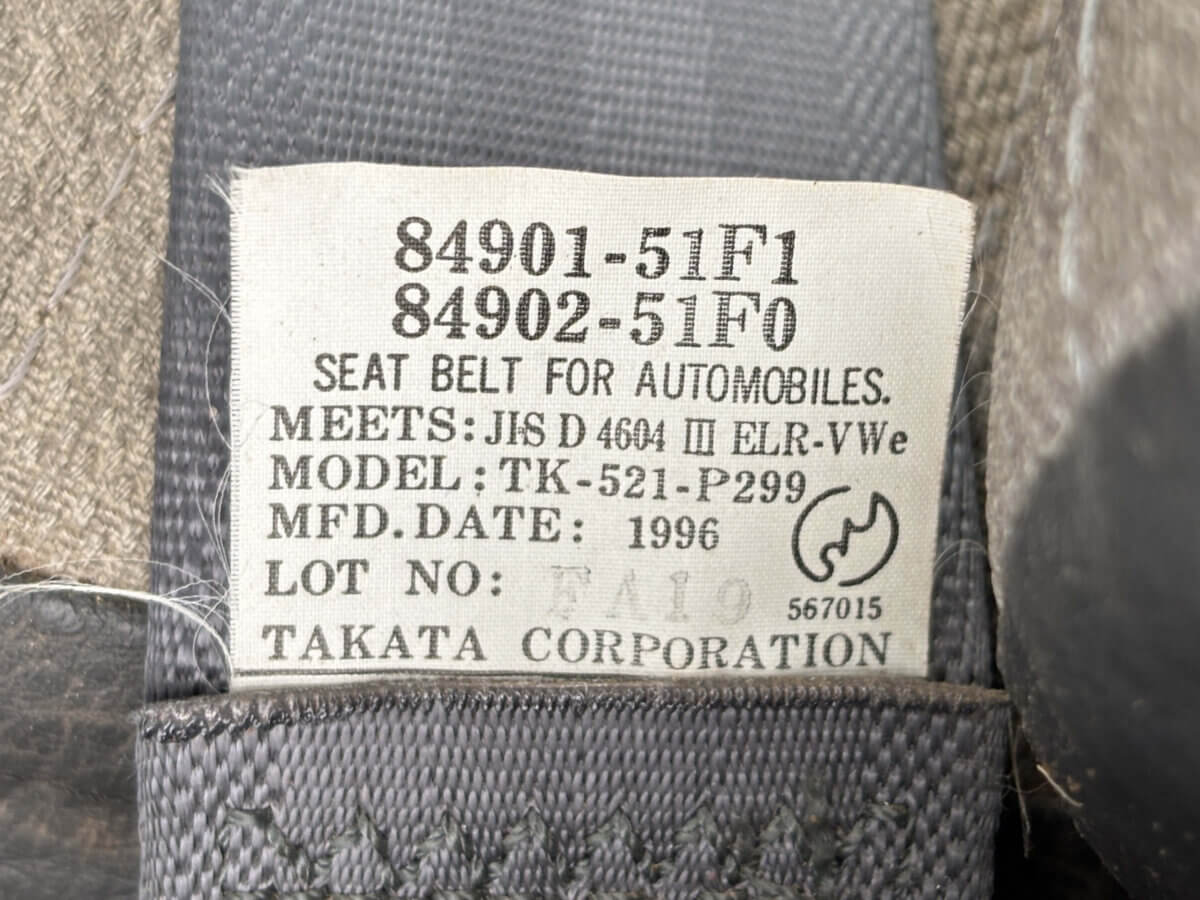 84901-51F1
84902-51F0
SEAT BELT FOR AUTOMOBILES.
MEETS: JIS D 4604 III ELR-VWe
MODEL: TK-521-P299
MFD. DATE: 1996
LOT NO: FA19
567015
TAKATA CORPORATION